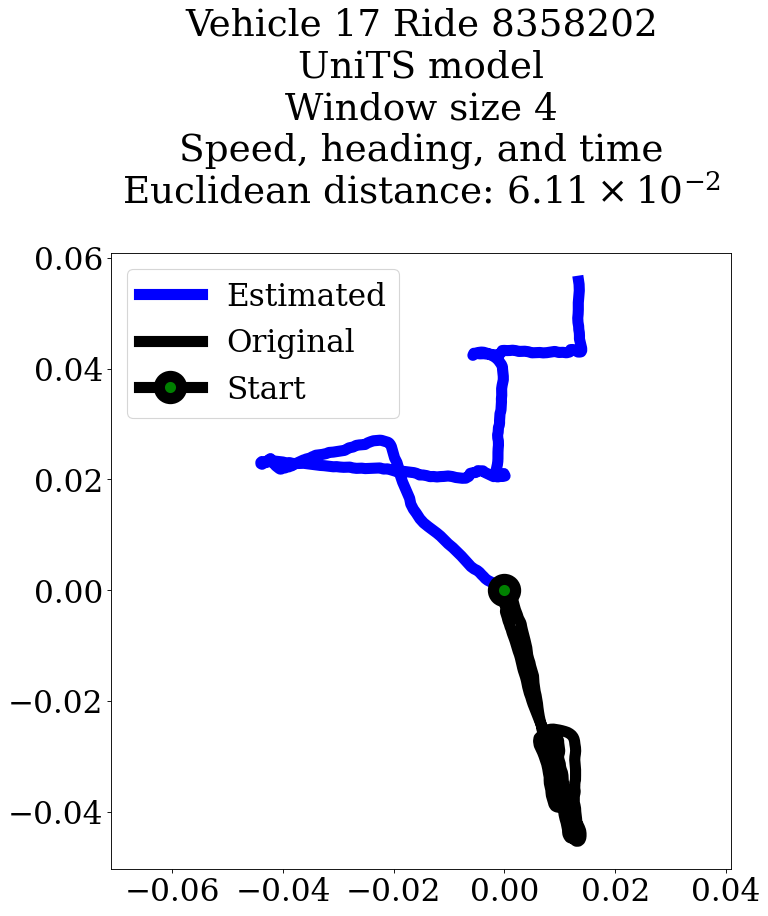 Vehicle 17 Ride 8358202
UniTS model
Window size 4
Speed, heading, and time
Euclidean distance: 6.11 × 10⁻²
0.06
0.04
0.02
0.00
−0.02
−0.04
Estimated
Original
Start
−0.06 −0.04 −0.02 0.00 0.02 0.04